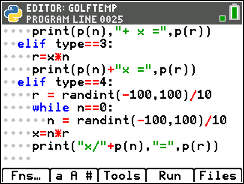 EDITOR: GOLFTEMP
PROGRAM LINE 0025
print(p(n),"+ x =",p(r))
elif type==3:
r=x*n
print(p(n)+"x =",p(r))
elif type==4:
r = randint(-100,100)/10
while n==0:
n = randint(-100,100)/10
x=n*r
print("x/"+p(n),"=",p(r))
Fns… | a A # | Tools | Run | Files